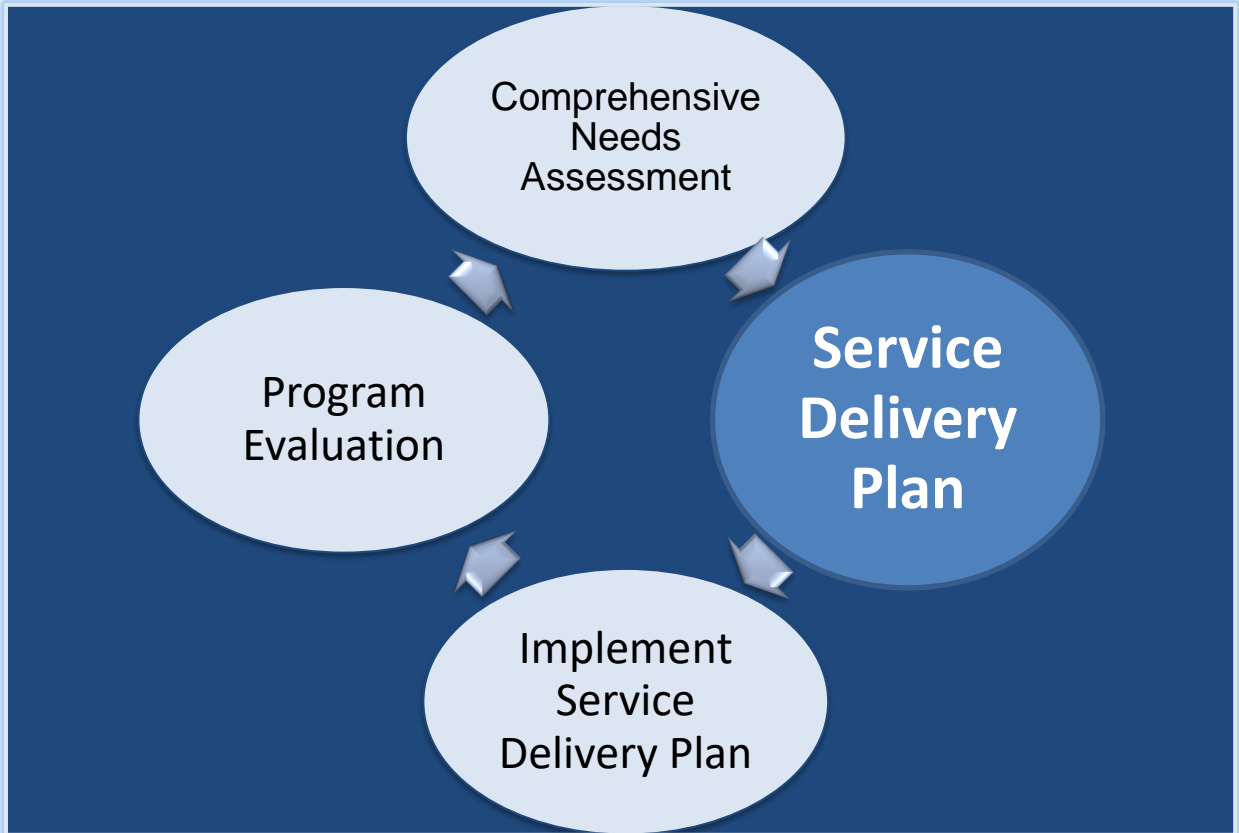 Comprehensive
Needs
Assessment
Service
Delivery
Plan
Implement
Service
Delivery Plan
Program
Evaluation